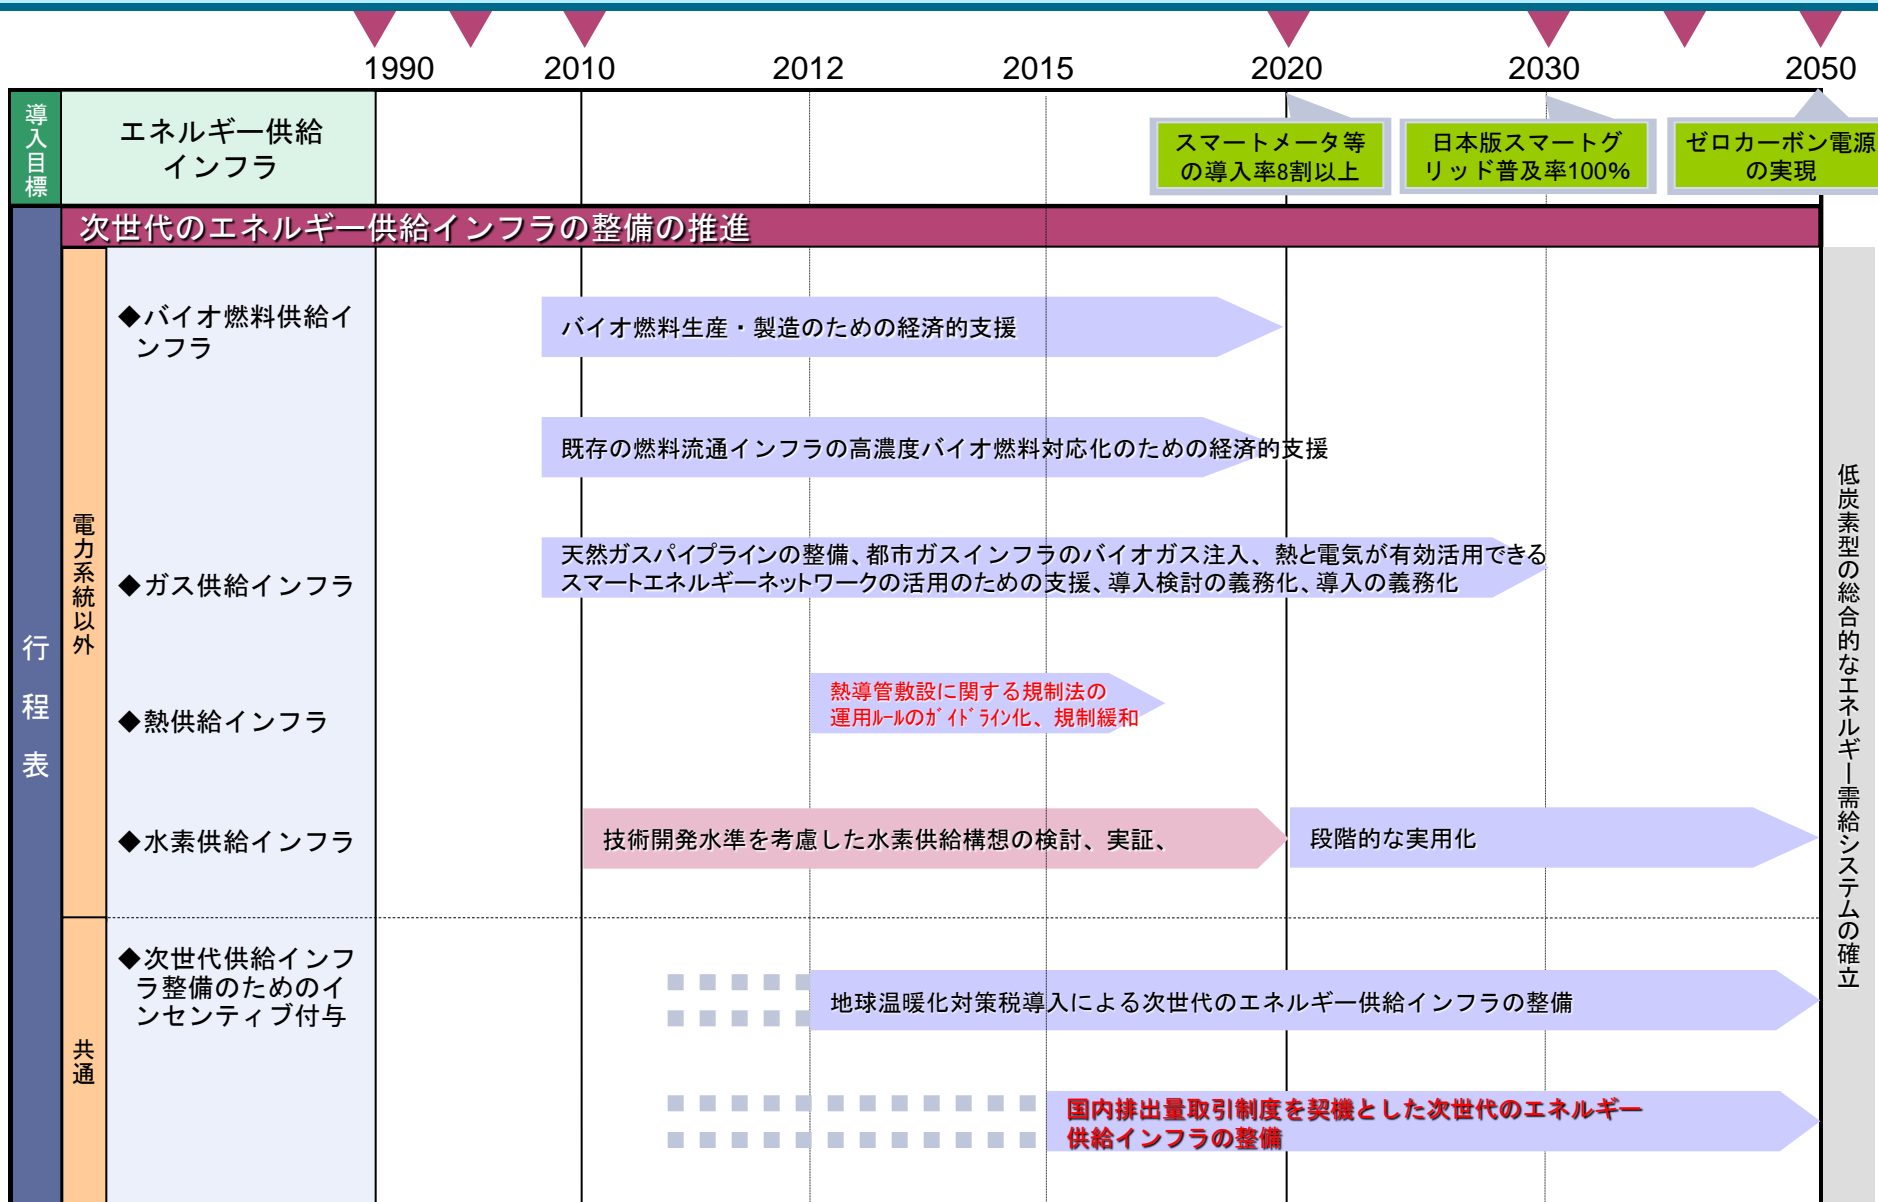 1990 2010 2012 2015 2020 2030 2050
導入目標
エネルギー供給
インフラ
スマートメータ等
の導入率8割以上
日本版スマートグ
リッド普及率100%
ゼロカーボン電源
の実現
行程表
次世代のエネルギー供給インフラの整備の推進
電力系統以外
◆バイオ燃料供給イ
ンフラ
バイオ燃料生産・製造のための経済的支援
既存の燃料流通インフラの高濃度バイオ燃料対応化のための経済的支援
◆ガス供給インフラ
天然ガスパイプラインの整備、都市ガスインフラのバイオガス注入、熱と電気が有効活用できる
スマートエネルギーネットワークの活用のための支援、導入検討の義務化、導入の義務化
◆熱供給インフラ
熱導管敷設に関する規制法の
運用ﾙｰﾙのｶﾞｲﾄﾞﾗｲﾝ化、規制緩和
◆水素供給インフラ
技術開発水準を考慮した水素供給構想の検討、実証、
段階的な実用化
共通
◆次世代供給インフ
ラ整備のためのイ
ンセンティブ付与
地球温暖化対策税導入による次世代のエネルギー供給インフラの整備
国内排出量取引制度を契機とした次世代のエネルギー
供給インフラの整備
低炭素型の総合的なエネルギー需給システムの確立